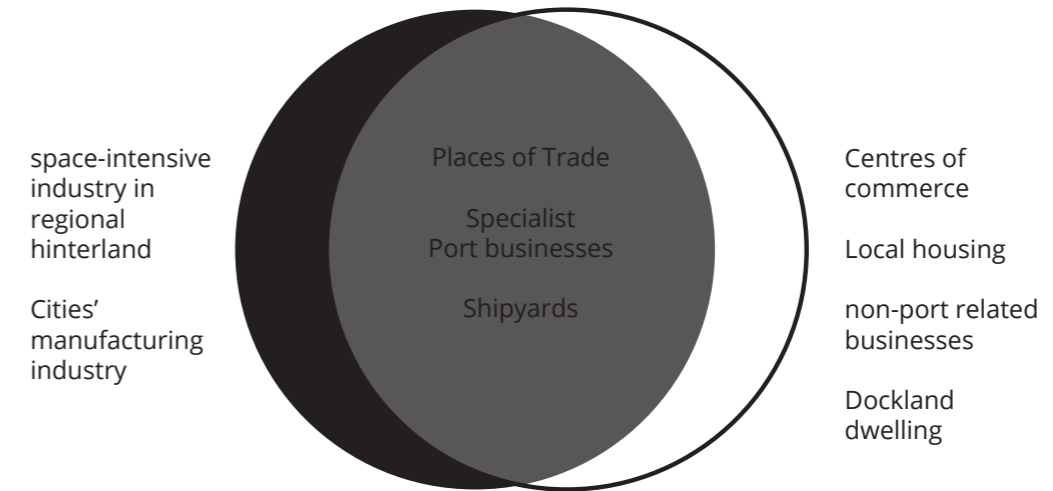 space-intensive
industry in
regional
hinterland
Cities’
manufacturing
industry
Places of Trade
Specialist
Port businesses
Shipyards
Centres of
commerce
Local housing
non-port related
businesses
Dockland
dwelling